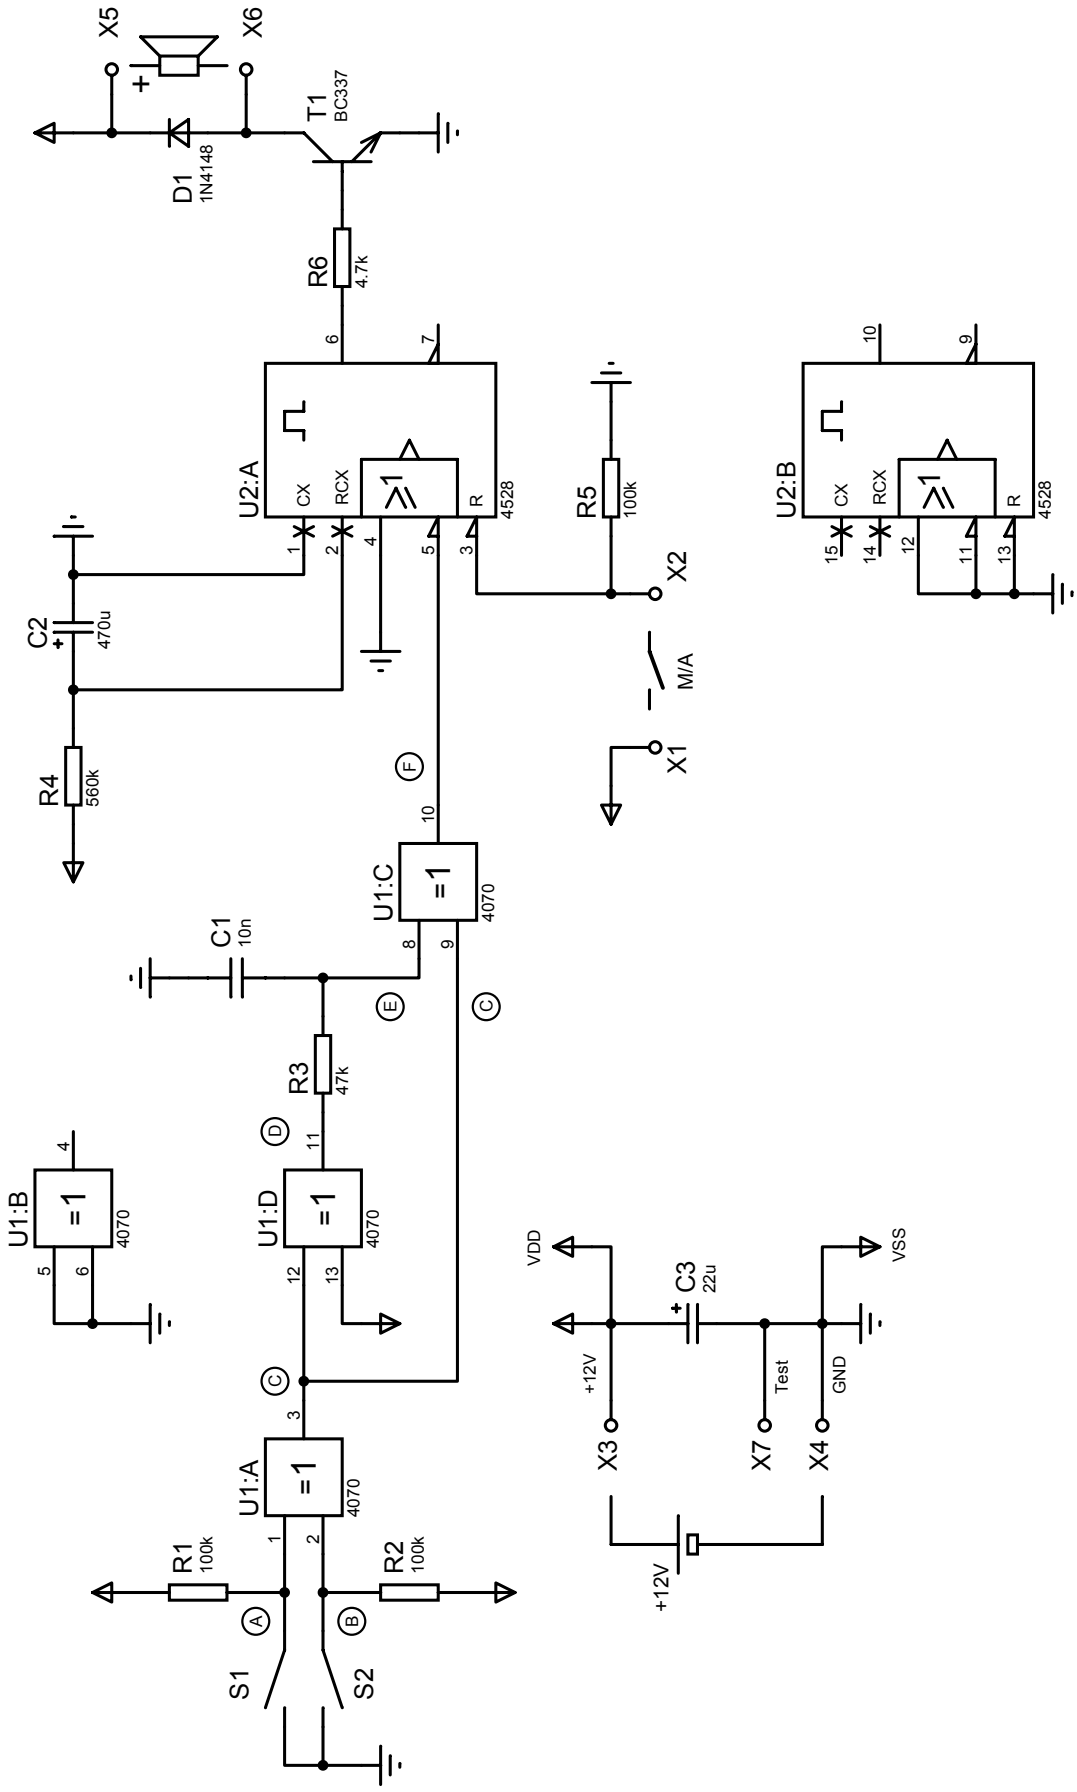 S1
S2
A
B
R1
100k
R2
100k
1
2
U1:A
=1
4070
3
C
5
6
U1:B
=1
4070
4
12
13
U1:D
=1
4070
11
D
R3
47k
C1
10n
E
C
8
9
U1:C
=1
4070
10
F
R4
560k
C2
+
470u
1
2
4
5
3
U2:A
CX
RCX
≥1
R
4528
6
7
R6
4.7k
T1
BC337
D1
1N4148
X5
+
X6
X1
M/A
X2
R5
100k
+12V
X3
X7
X4
+12V
Test
GND
VDD
+
C3
22u
VSS
15
14
12
11
13
U2:B
CX
RCX
≥1
R
4528
10
9